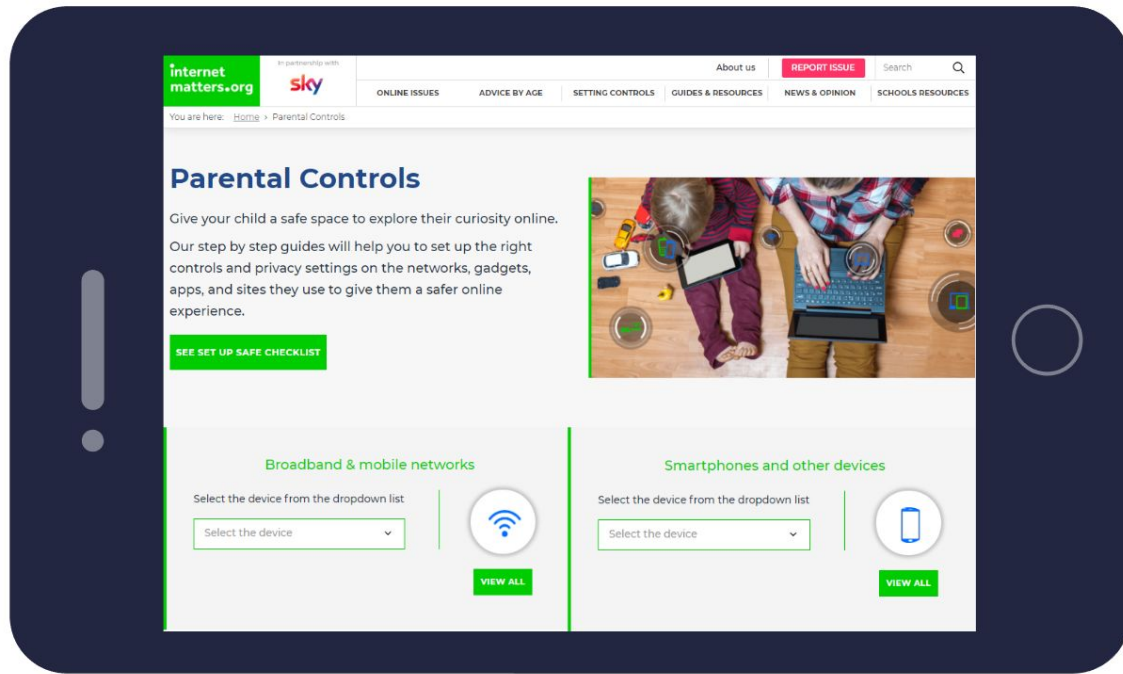 internet
matters.org
In partnership with
sky
About us
REPORT ISSUE
Search
ONLINE ISSUES
ADVICE BY AGE
SETTING CONTROLS
GUIDES & RESOURCES
NEWS & OPINION
SCHOOLS RESOURCES
You are here: Home > Parental Controls
Parental Controls
Give your child a safe space to explore their curiosity online.
Our step by step guides will help you to set up the right
controls and privacy settings on the networks, gadgets,
apps, and sites they use to give them a safer online
experience.
SEE SET UP SAFE CHECKLIST
Broadband & mobile networks
Select the device from the dropdown list
Select the device
VIEW ALL
Smartphones and other devices
Select the device from the dropdown list
Select the device
VIEW ALL